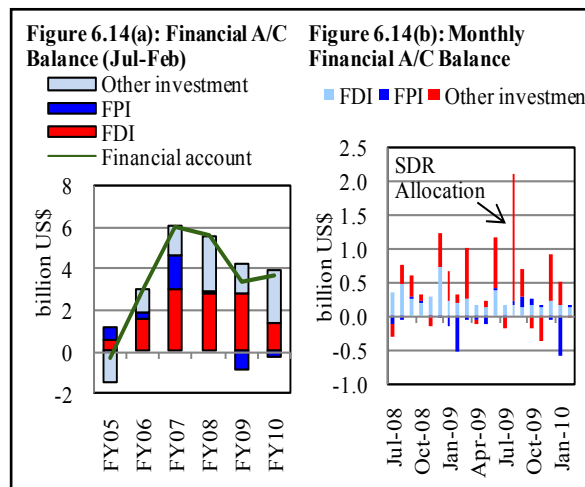 Figure 6.14(a): Financial A/C
Balance (Jul-Feb)
Other investment
FPI
FDI
Financial account
billion US$
8
6
4
2
0
-2
FY05
FY06
FY07
FY08
FY09
FY10
Figure 6.14(b): Monthly
Financial A/C Balance
FDI FPI Other investment
billion US$
2.5
2.0
1.5
1.0
0.5
0.0
-0.5
-1.0
SDR
Allocation
Jul-08
Oct-08
Jan-09
Apr-09
Jul-09
Oct-09
Jan-10